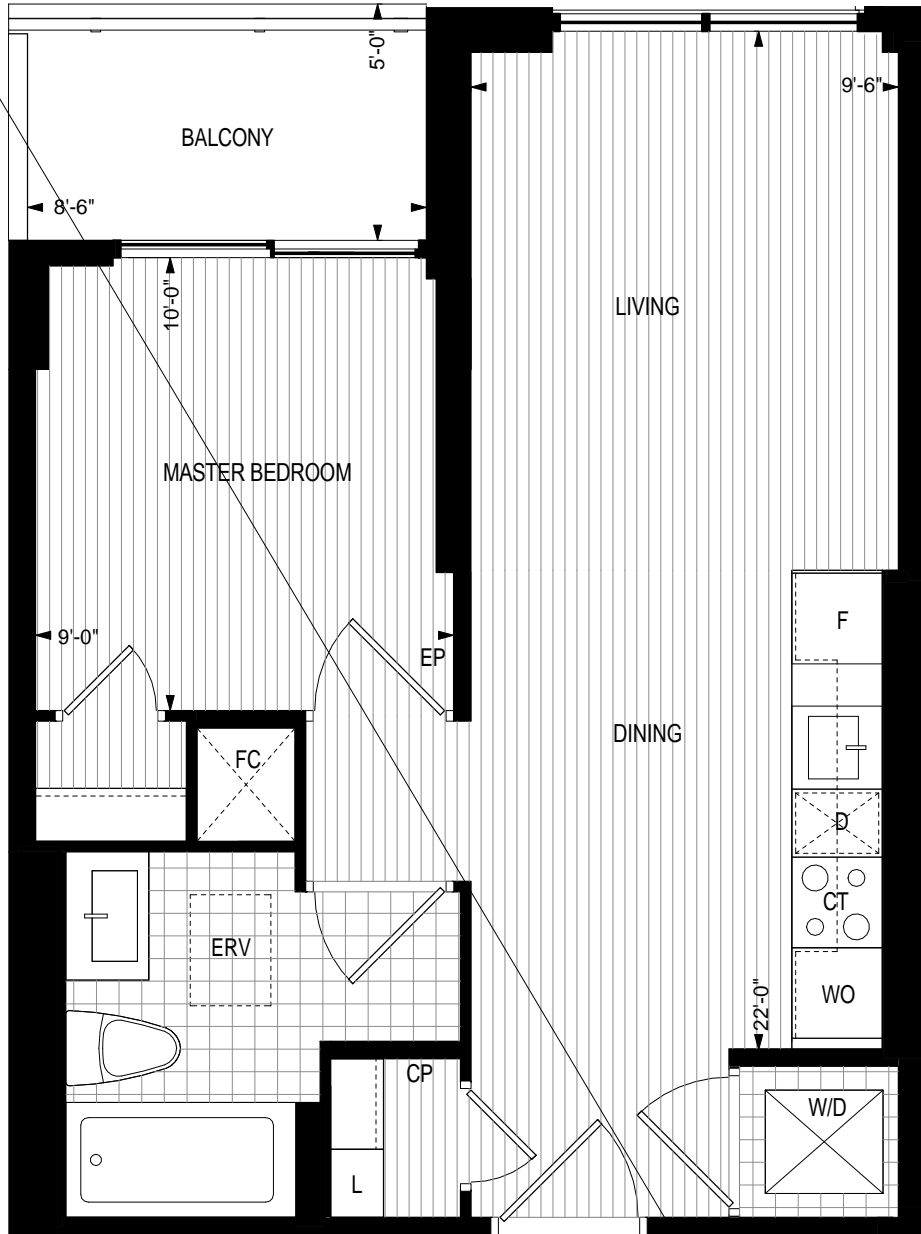 5'-0"
9'-6"
BALCONY
8'-6"
10'-0"
LIVING
MASTER BEDROOM
F
9'-0"
EP
DINING
FC
D
CT
ERV
WO
22'-0"
CP
W/D
L